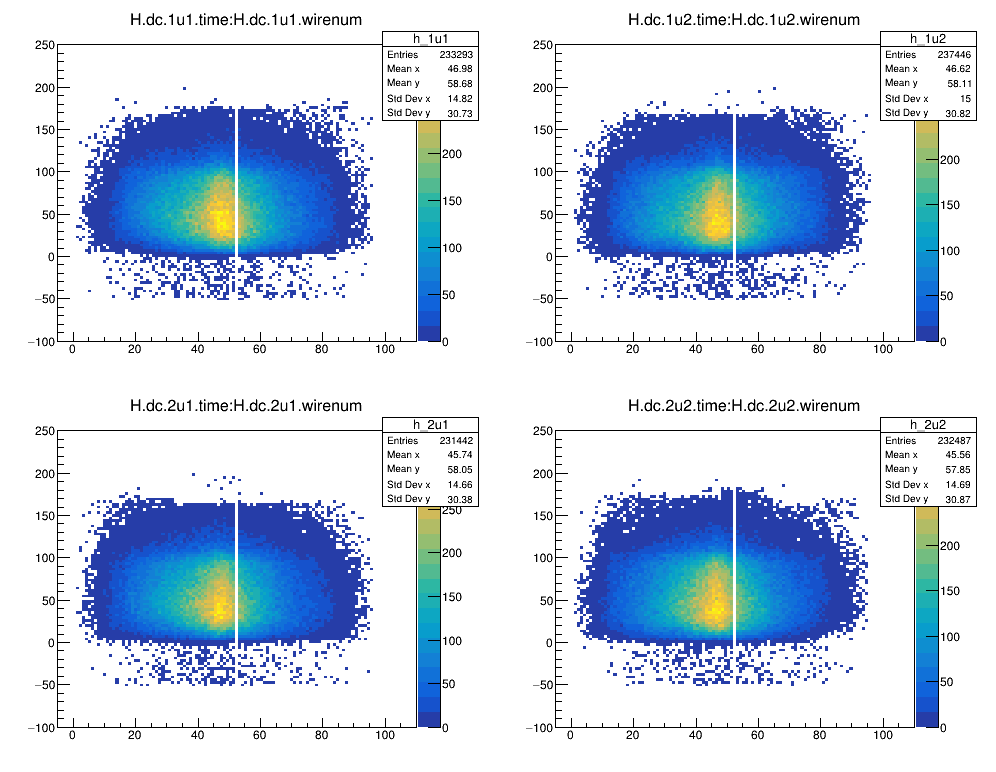 H.dc.1u1.time:H.dc.1u1.wirenum
h_1u1
Entries 233293
Mean x 46.98
Mean y 58.68
Std Dev x 14.82
Std Dev y 30.73
250
200
150
100
50
0
−50
−100
0 20 40 60 80 100
200
150
100
50
0
H.dc.1u2.time:H.dc.1u2.wirenum
h_1u2
Entries 237446
Mean x 46.62
Mean y 58.11
Std Dev x 15
Std Dev y 30.82
250
200
150
100
50
0
−50
−100
0 20 40 60 80 100
200
150
100
50
0
H.dc.2u1.time:H.dc.2u1.wirenum
h_2u1
Entries 231442
Mean x 45.74
Mean y 58.05
Std Dev x 14.66
Std Dev y 30.38
250
200
150
100
50
0
−50
−100
0 20 40 60 80 100
250
200
150
100
50
0
H.dc.2u2.time:H.dc.2u2.wirenum
h_2u2
Entries 232487
Mean x 45.56
Mean y 57.85
Std Dev x 14.69
Std Dev y 30.87
250
200
150
100
50
0
−50
−100
0 20 40 60 80 100
200
150
100
50
0